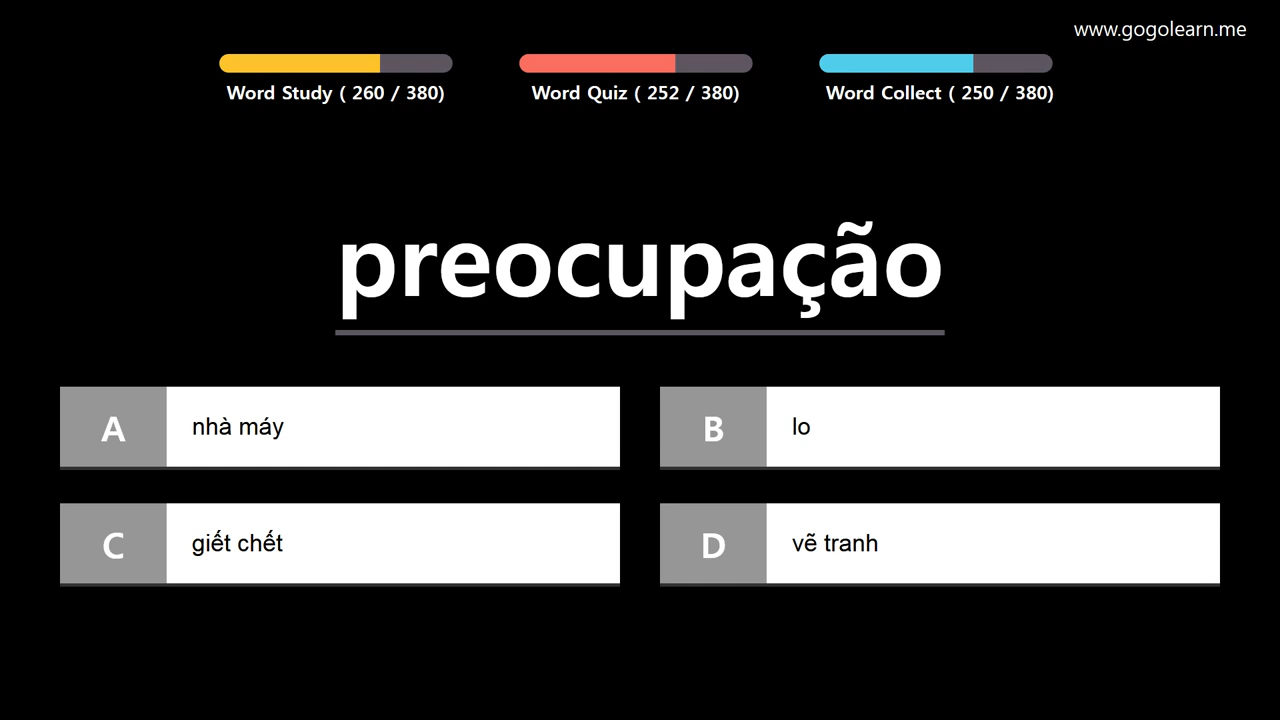 www.gogolearn.me
Word Study ( 260 / 380)
Word Quiz ( 252 / 380)
Word Collect ( 250 / 380)
preocupação
A
nhà máy
B
lo
C
giết chết
D
vẽ tranh